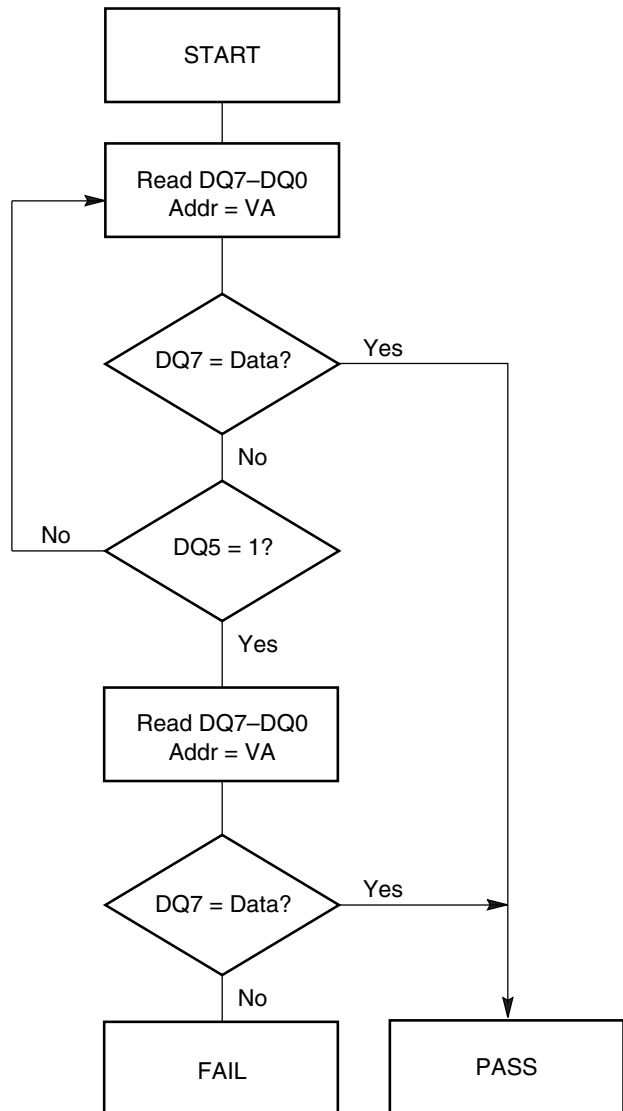 START
Read DQ7–DQ0
Addr = VA
DQ7 = Data?
Yes
No
No
DQ5 = 1?
Yes
Read DQ7–DQ0
Addr = VA
DQ7 = Data?
Yes
No
FAIL
PASS